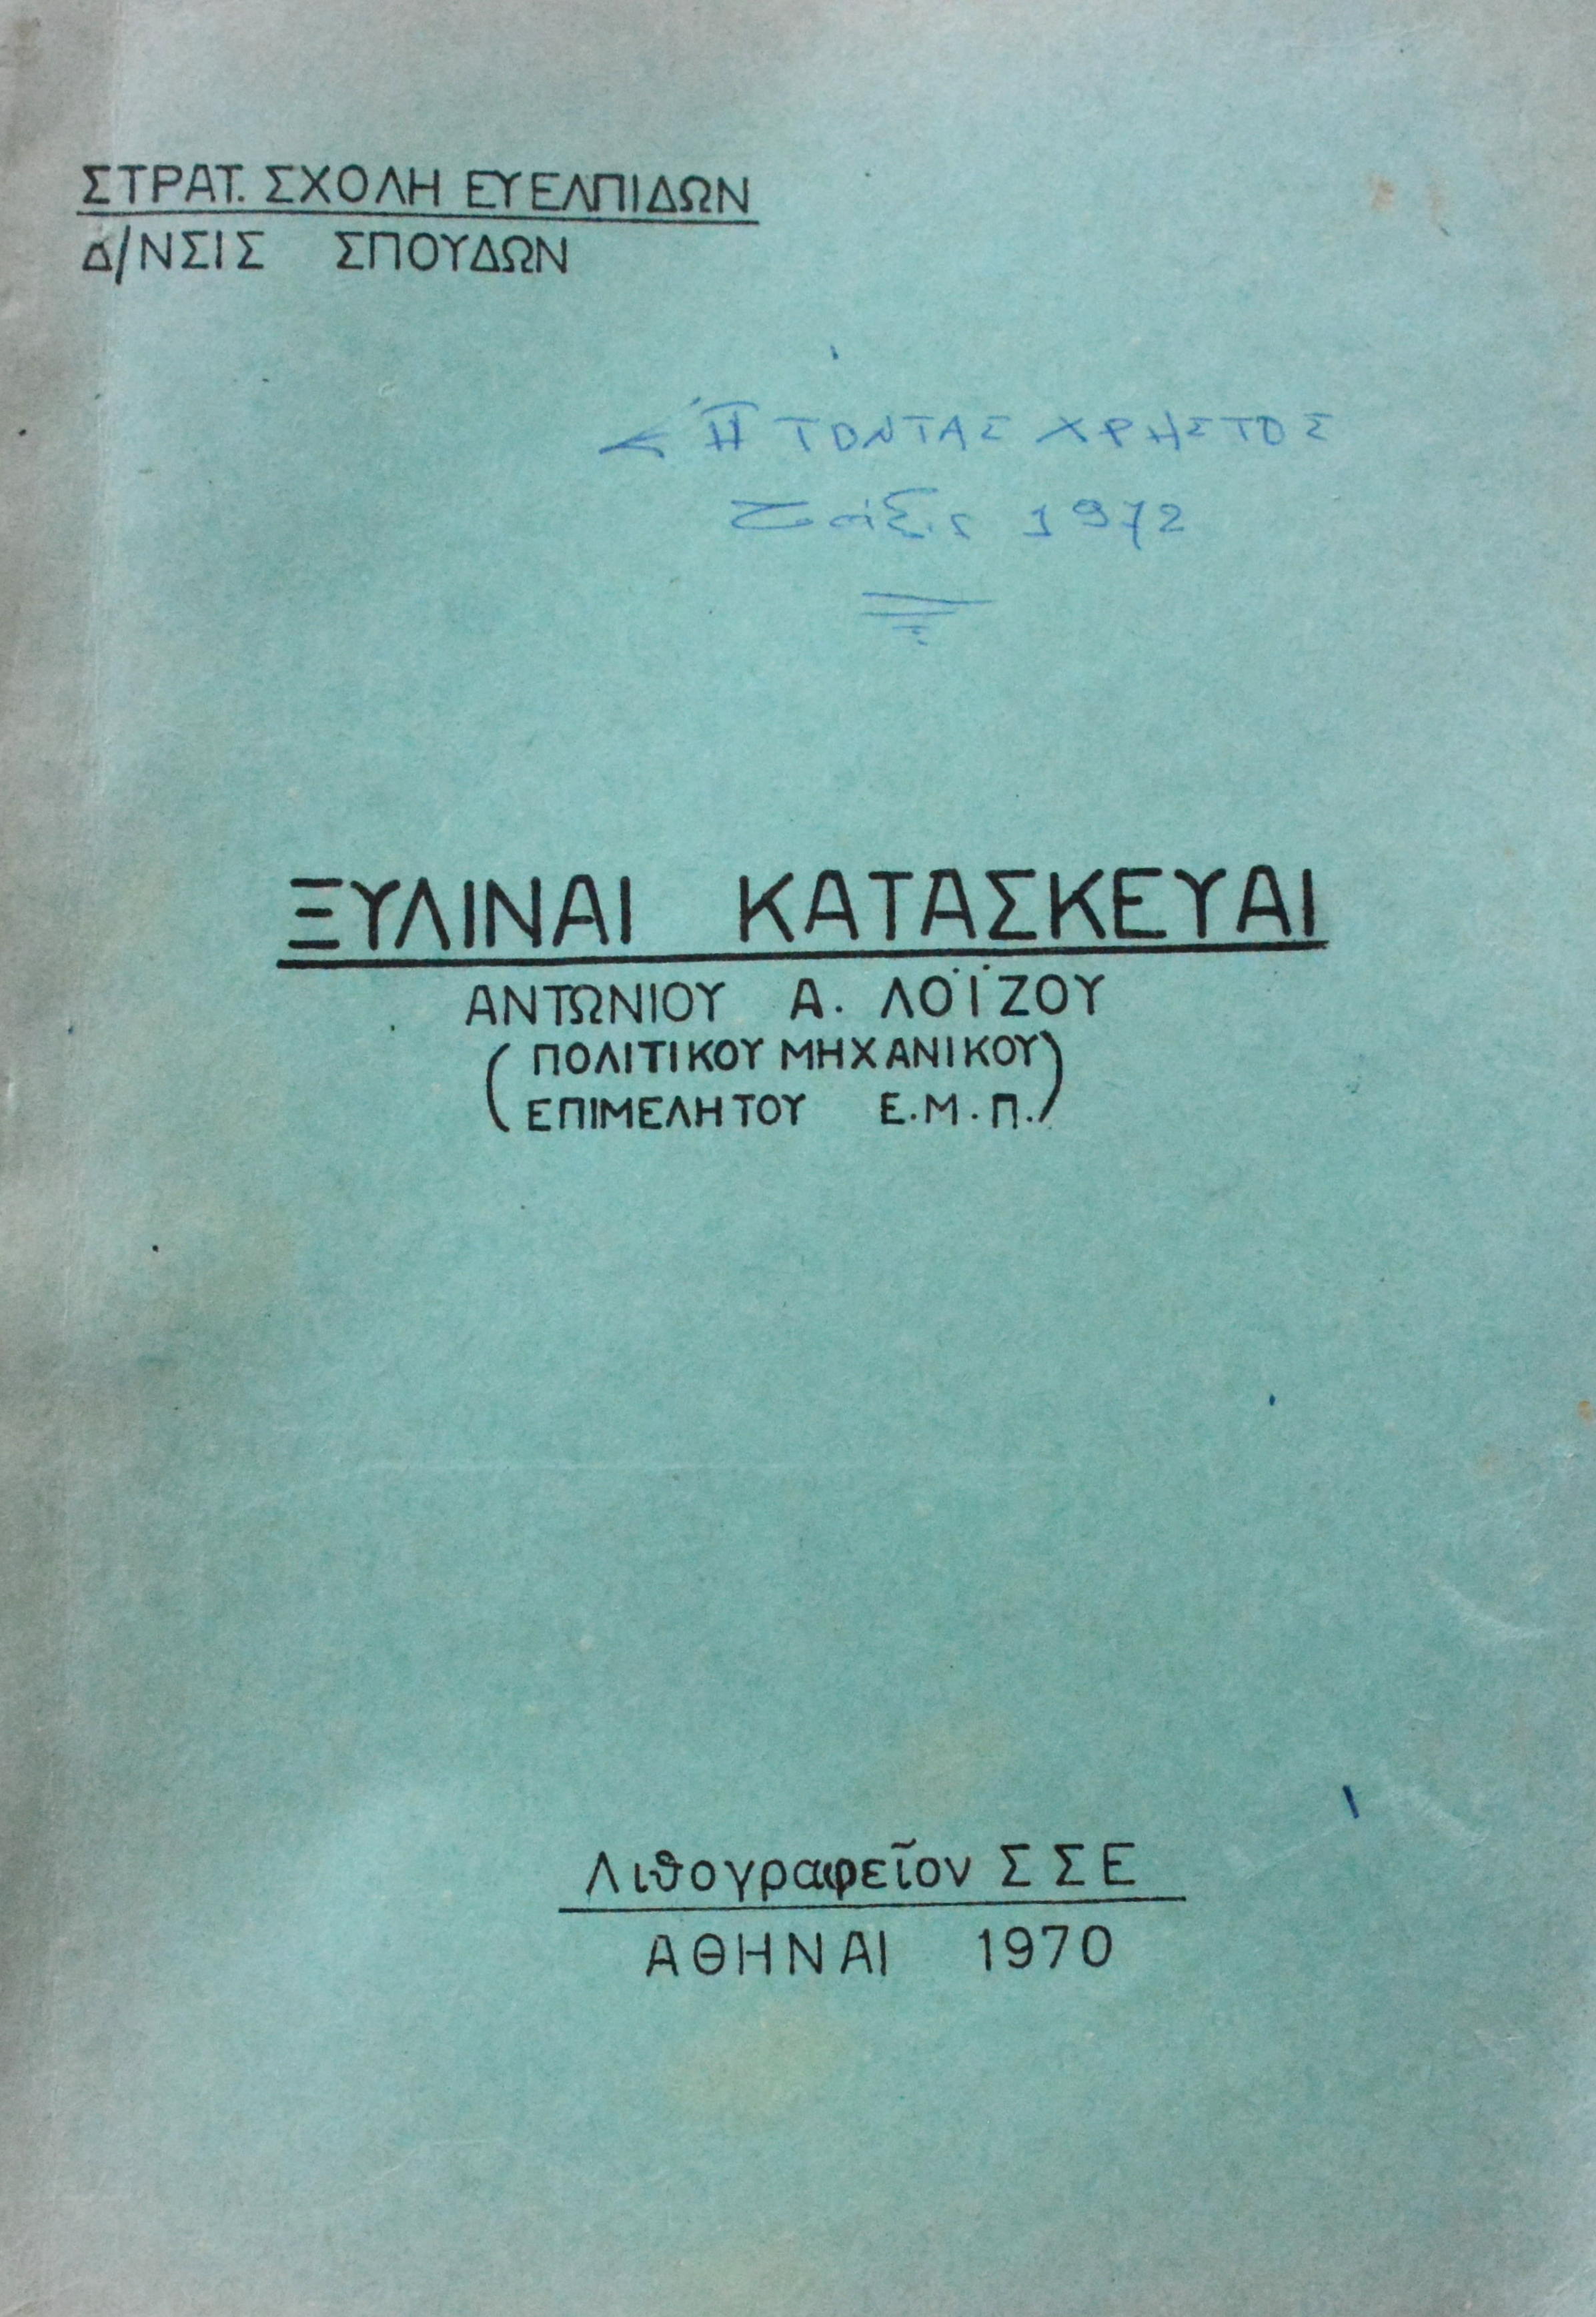 ΣΤΡΑΤ. ΣΧΟΛΗ ΕΥΕΛΠΙΔΩΝ
Δ/ΝΣΙΣ ΣΠΟΥΔΩΝ
ΤΟΝΤΑΣ ΧΡΗΣΤΟΣ
Τάξις 1972
ΞΥΛΙΝΑΙ ΚΑΤΑΣΚΕΥΑΙ
ΑΝΤΩΝΙΟΥ Α. ΛΟΪΖΟΥ
(ΠΟΛΙΤΙΚΟΥ ΜΗΧΑΝΙΚΟΥ
ΕΠΙΜΕΛΗΤΟΥ Ε.Μ.Π.)
Λιθογραφεῖον ΣΣΕ
ΑΘΗΝΑΙ 1970